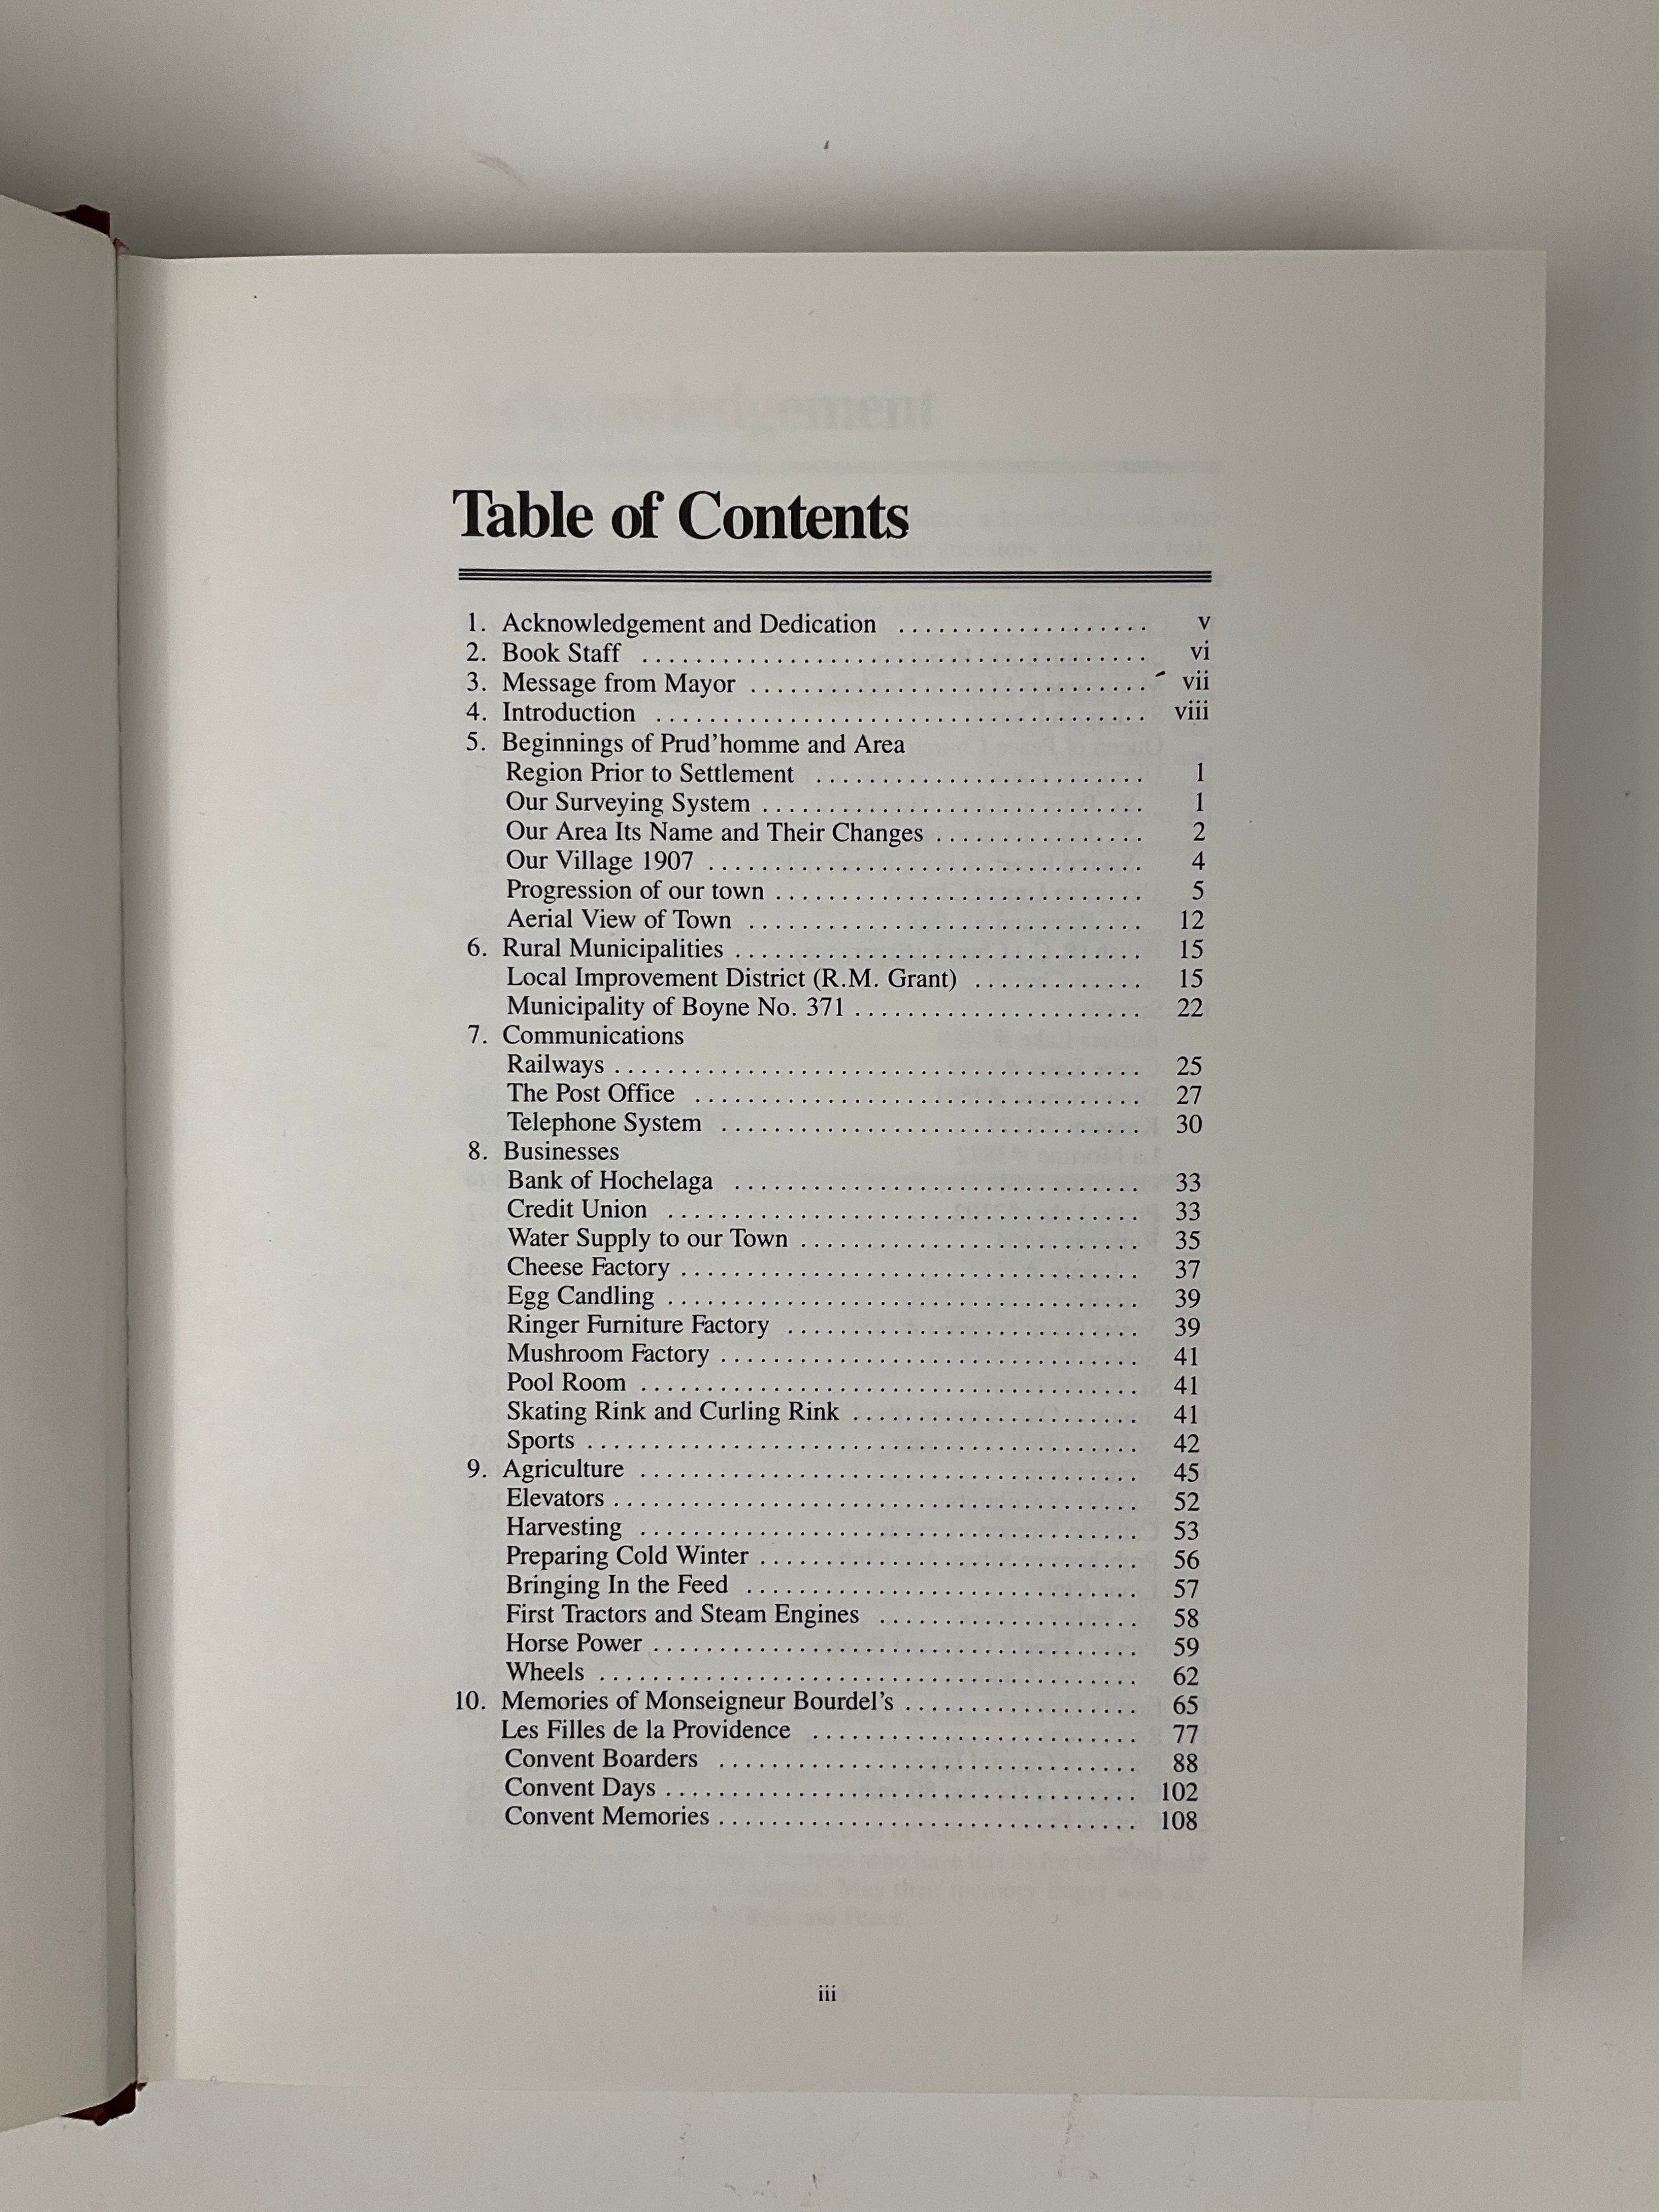 Table of Contents
1. Acknowledgement and Dedication .................. v
2. Book Staff .................. vi
3. Message from Mayor .................. vii
4. Introduction .................. viii
5. Beginnings of Prud'homme and Area
Region Prior to Settlement .................. 1
Our Surveying System .................. 1
Our Area Its Name and Their Changes .................. 2
Our Village 1907 .................. 4
Progression of our town .................. 5
Aerial View of Town .................. 12
6. Rural Municipalities .................. 15
Local Improvement District (R.M. Grant) .................. 15
Municipality of Boyne No. 371 .................. 22
7. Communications
Railways .................. 25
The Post Office .................. 27
Telephone System .................. 30
8. Businesses
Bank of Hochelaga .................. 33
Credit Union .................. 33
Water Supply to our Town .................. 35
Cheese Factory .................. 37
Egg Candling .................. 39
Ringer Furniture Factory .................. 39
Mushroom Factory .................. 41
Pool Room .................. 41
Skating Rink and Curling Rink .................. 41
Sports .................. 42
9. Agriculture .................. 45
Elevators .................. 52
Harvesting .................. 53
Preparing Cold Winter .................. 56
Bringing In the Feed .................. 57
First Tractors and Steam Engines .................. 58
Horse Power .................. 59
Wheels .................. 62
10. Memories of Monseigneur Bourdel's .................. 65
Les Filles de la Providence .................. 77
Convent Boarders .................. 88
Convent Days .................. 102
Convent Memories .................. 108
iii